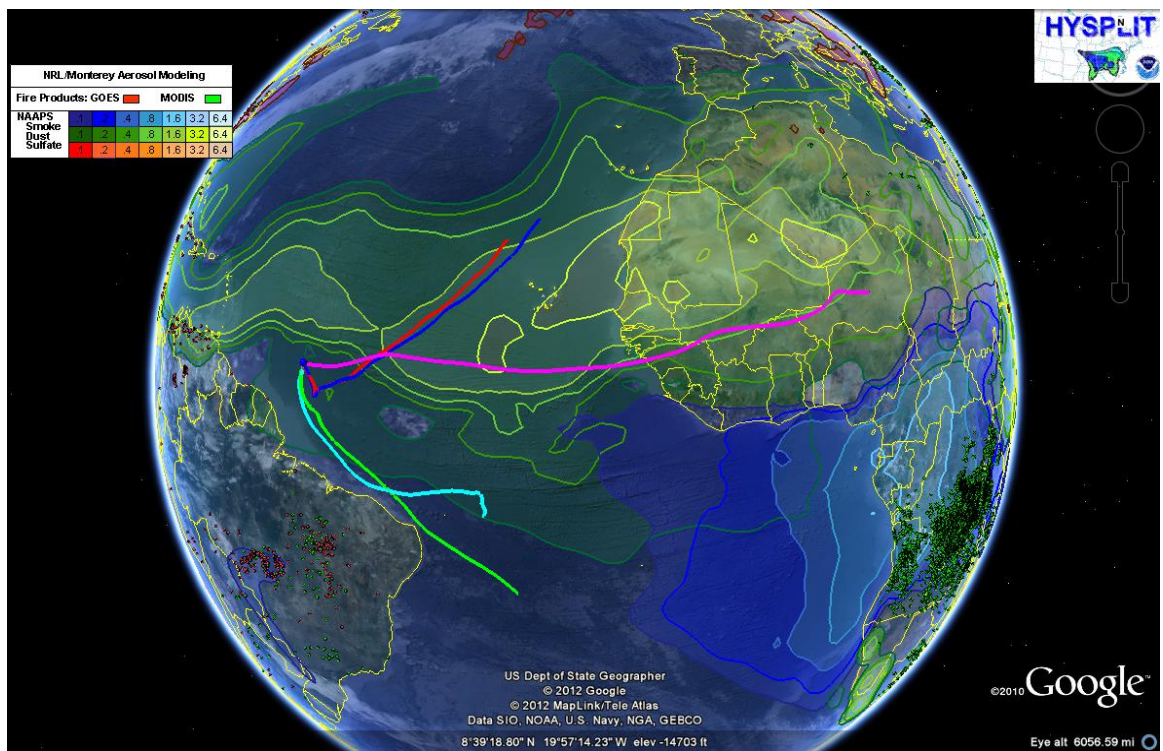 NRL/Monterey Aerosol Modeling
Fire Products: GOES MODIS
NAAPS
Smoke .1 .2 .4 .8 1.6 3.2 6.4
Dust .1 .2 .4 .8 1.6 3.2 6.4
Sulfate .1 .2 .4 .8 1.6 3.2 6.4
HYSPLIT
N
NOAA
US Dept of State Geographer
© 2012 Google
© 2012 MapLink/Tele Atlas
Data SIO, NOAA, U.S. Navy, NGA, GEBCO
8°39'18.80" N 19°57'14.23" W elev -14703 ft
©2010 Google™
Eye alt 6056.59 mi